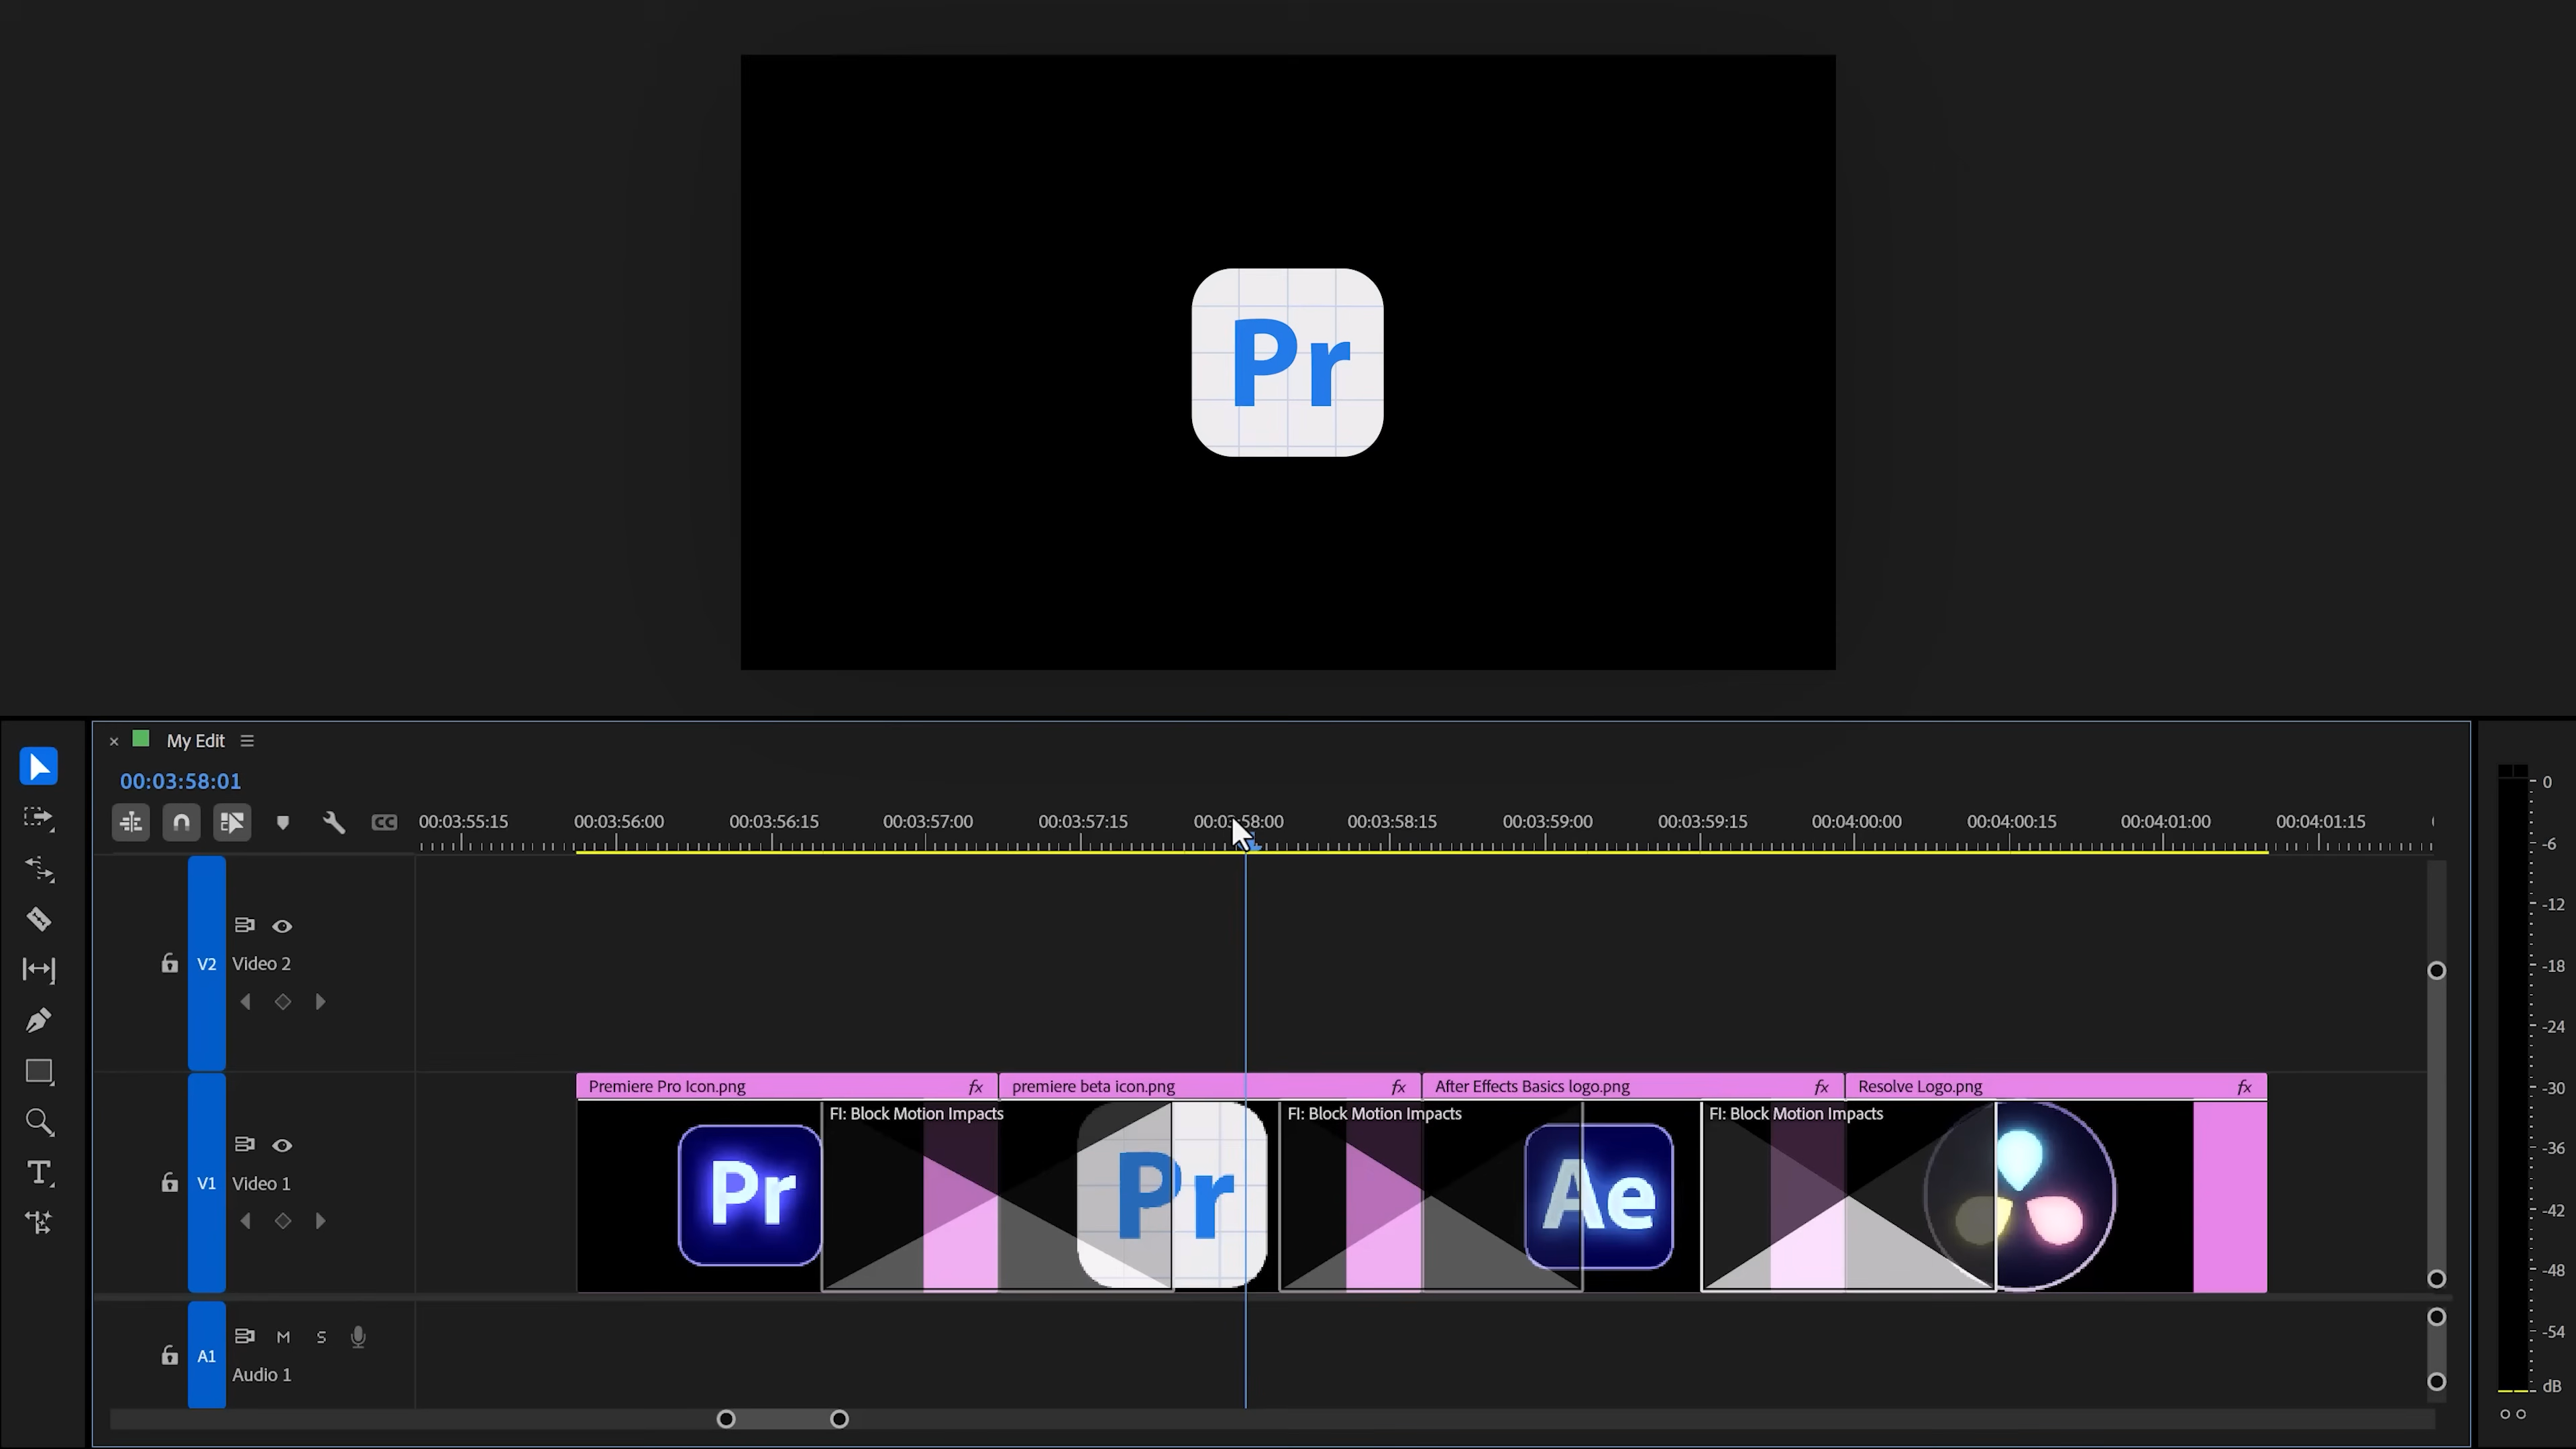 Pr
My Edit
00:03:58:01
CC
00:03:55:15 00:03:56:00 00:03:56:15 00:03:57:00 00:03:57:15 00:03:58:00 00:03:58:15 00:03:59:00 00:03:59:15 00:04:00:00 00:04:00:15 00:04:01:00 00:04:01:15
V2 Video 2
Premiere Pro Icon.png fx premiere beta icon.png fx After Effects Basics logo.png fx Resolve Logo.png fx
FI: Block Motion Impacts FI: Block Motion Impacts FI: Block Motion Impacts
Pr Pr Ae
V1 Video 1
M S
A1
Audio 1
0
-6
-12
-18
-24
-30
-36
-42
-48
-54
dB
T